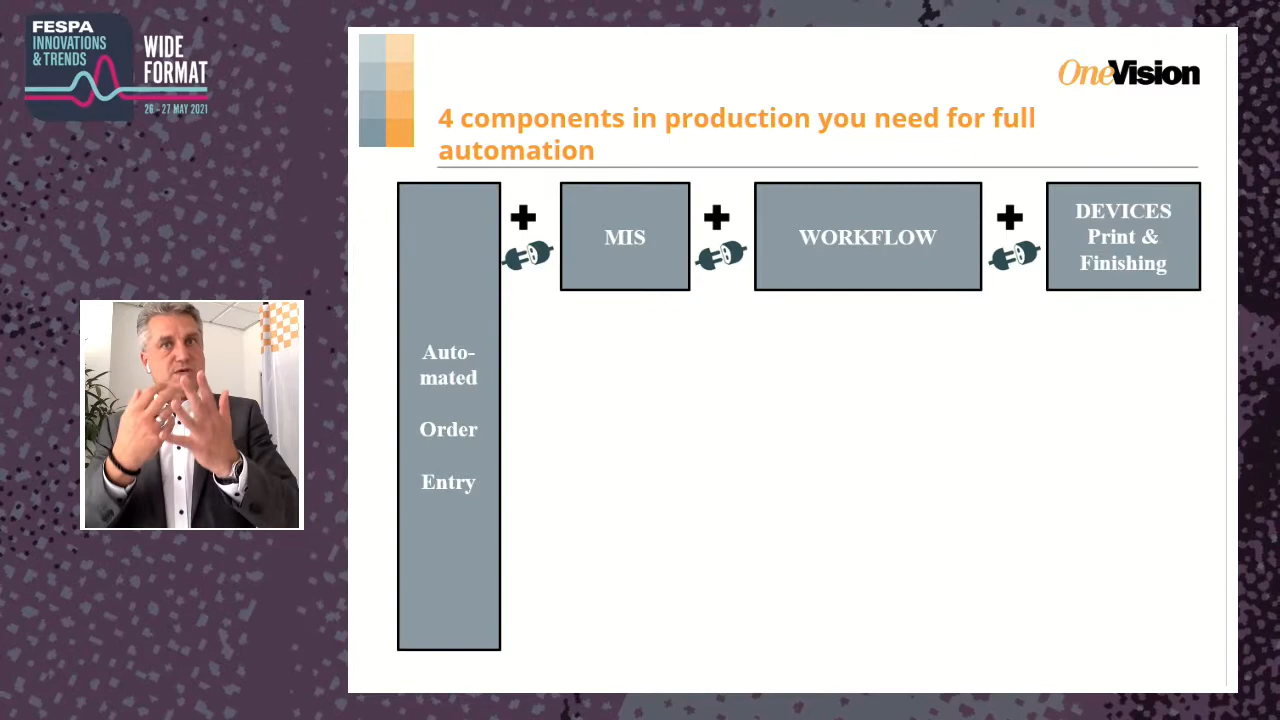 FESPA
INNOVATIONS
& TRENDS
WIDE
FORMAT
26 - 27 MAY 2021
OneVision
4 components in production you need for full
automation
Auto-
mated
Order
Entry
MIS
WORKFLOW
DEVICES
Print &
Finishing